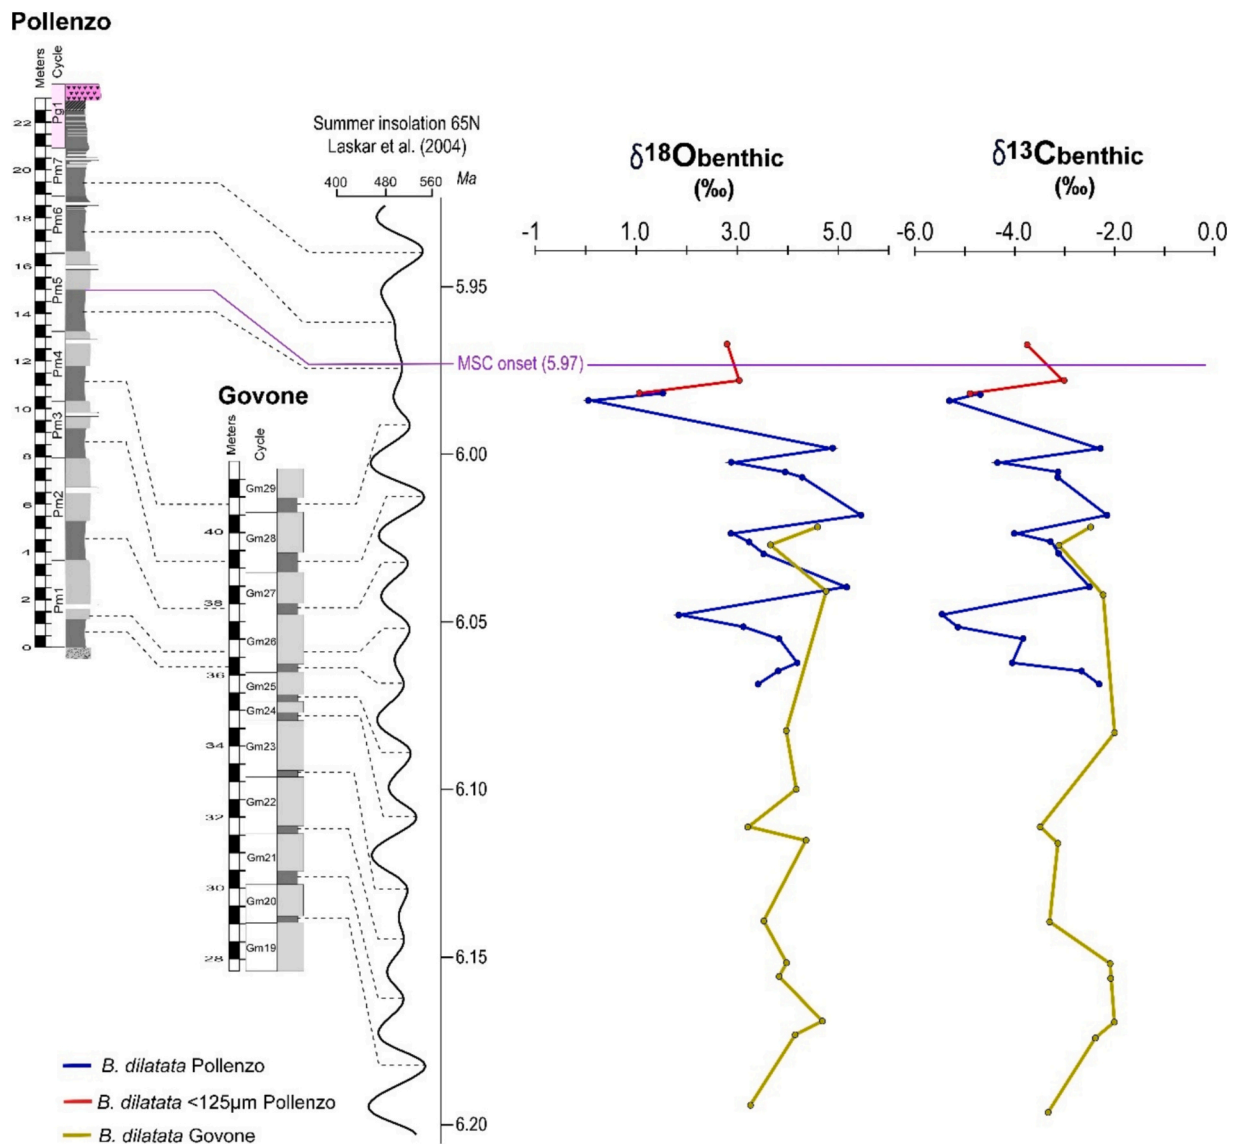 Pollenzo
Meters
Cycle
Pg1
Pm7
Pm6
Pm5
Pm4
Pm3
Pm2
Pm1
22
20
18
16
14
12
10
8
6
2
0
Govone
Meters
Cycle
Gm29
Gm28
Gm27
Gm26
Gm25
Gm24
Gm23
Gm22
Gm21
Gm20
Gm19
40
38
36
34
32
30
28
Summer insolation 65N
Laskar et al. (2004)
400 480 560 Ma
5.95
MSC onset (5.97)
6.00
6.05
6.10
6.15
6.20
δ18Obenthic
(‰)
-1 1.0 3.0 5.0
δ13Cbenthic
(‰)
-6.0 -4.0 -2.0 0.0
B. dilatata Pollenzo
B. dilatata <125µm Pollenzo
B. dilatata Govone